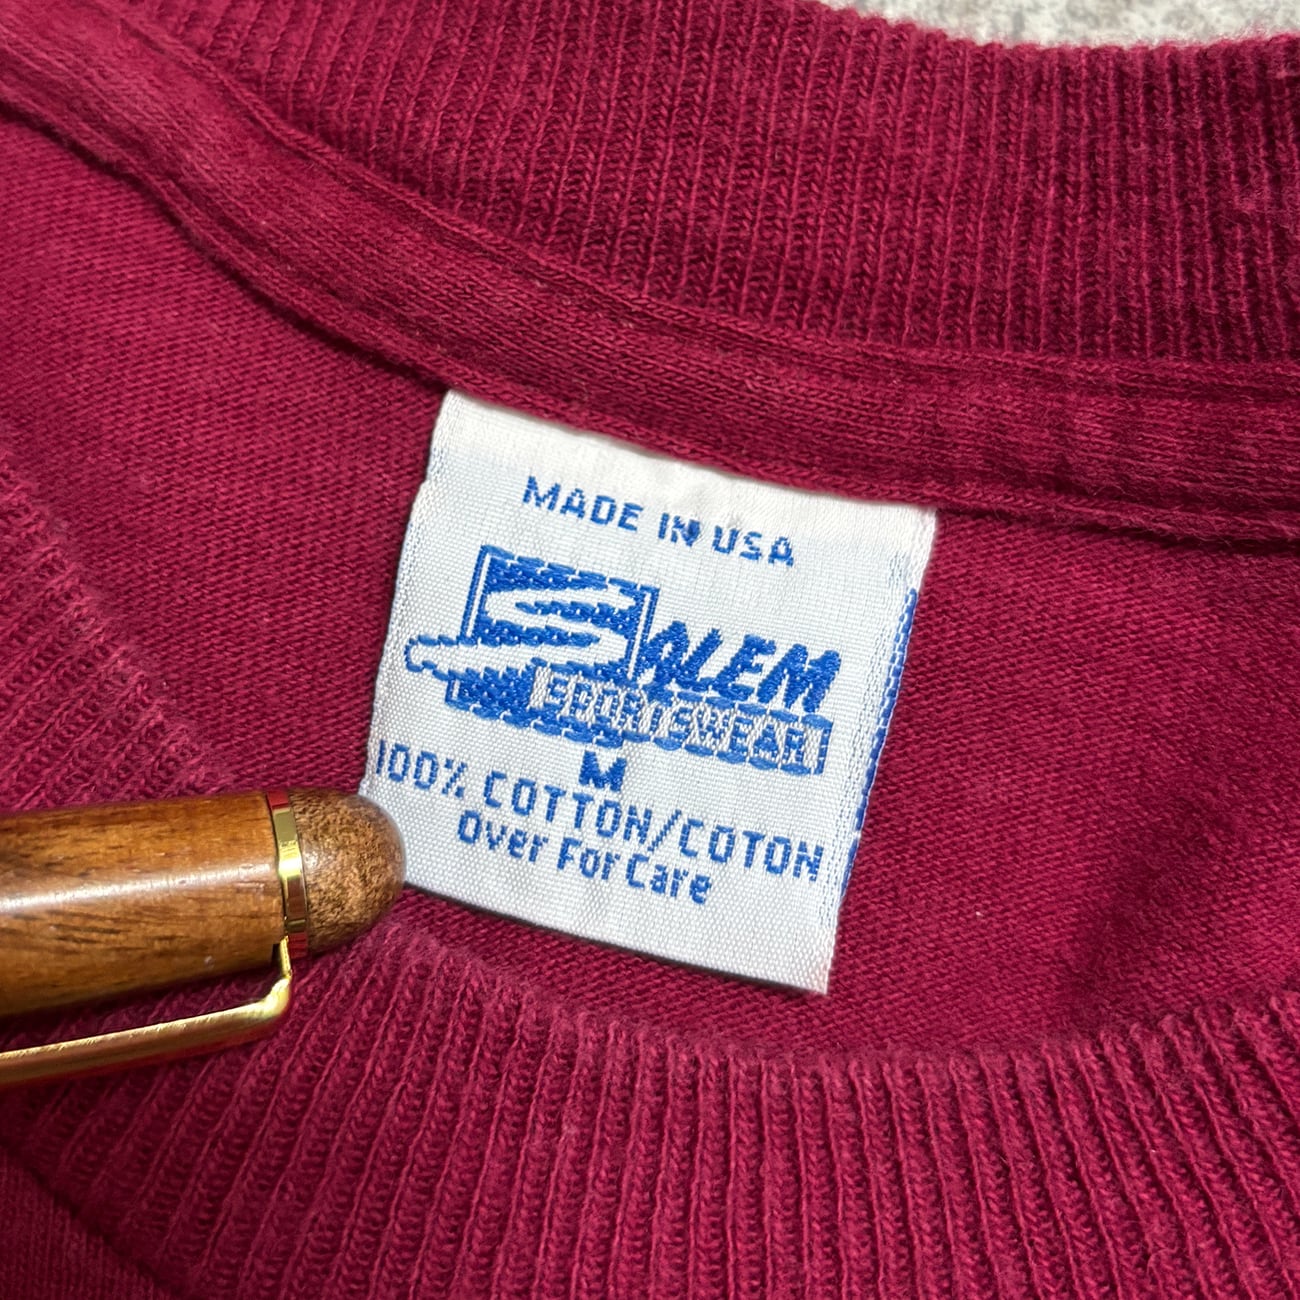 MADE IN USA
SALEM
SPORTSWEAR
M
100% COTTON/COTON
Over For Care